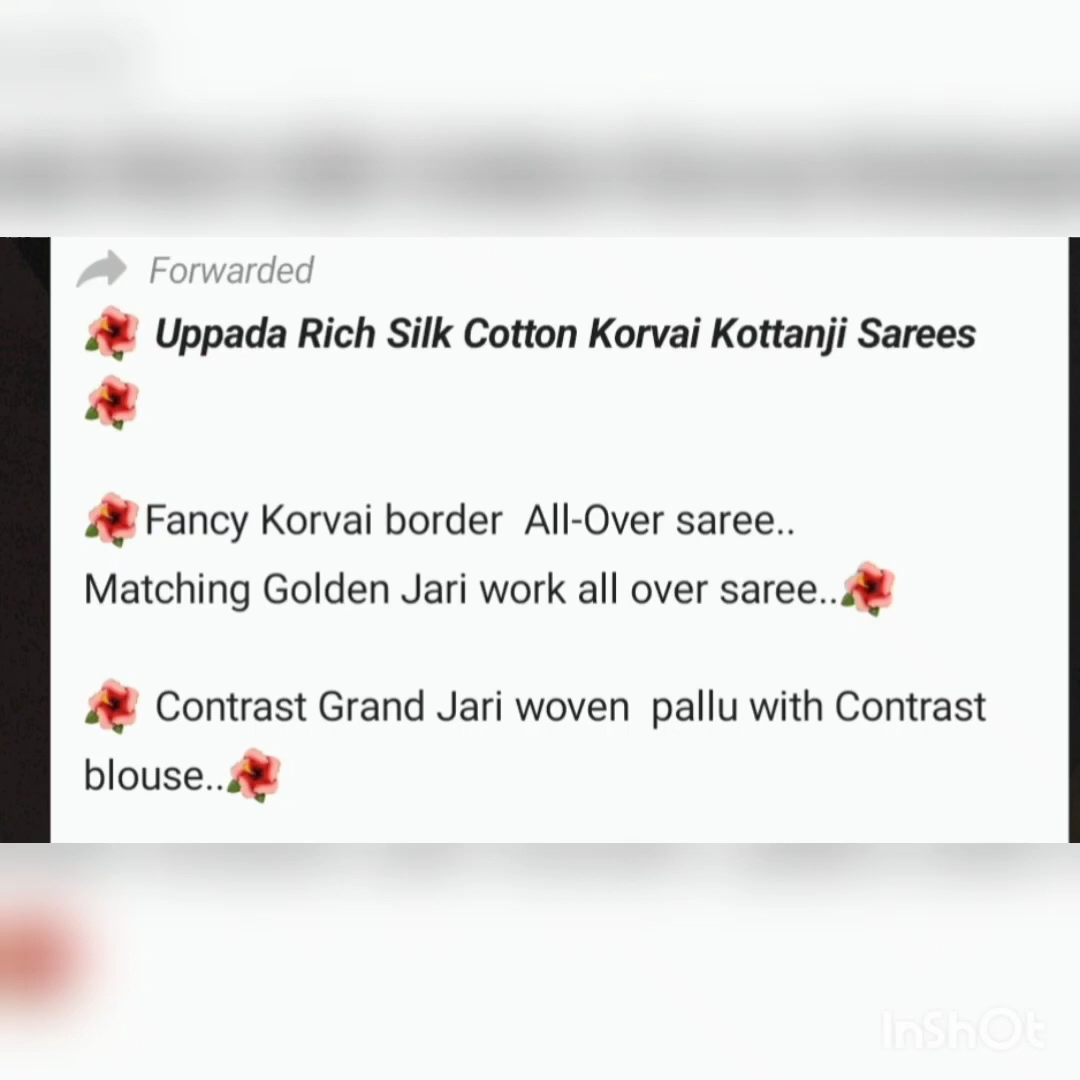 Forwarded
🌺 Uppada Rich Silk Cotton Korvai Kottanji Sarees
🌺
🌺Fancy Korvai border  All-Over saree..
Matching Golden Jari work all over saree..🌺
🌺 Contrast Grand Jari woven  pallu with Contrast
blouse..🌺
InShOt